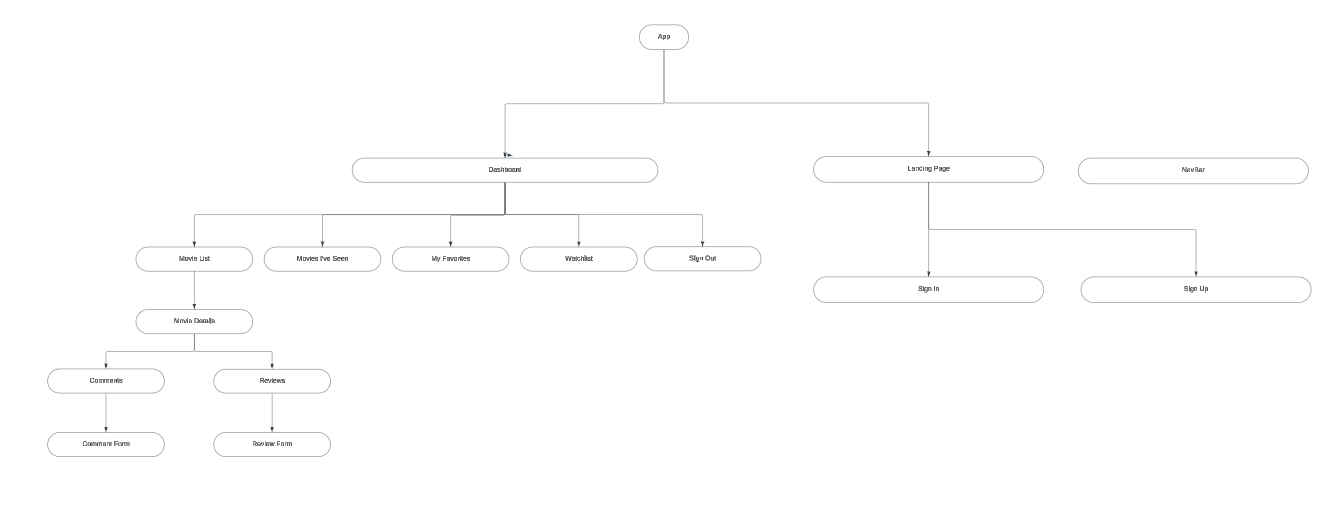 App
Dashboard
Landing Page
NavBar
Movie List
Movies I've Seen
My Favorites
Watchlist
Sign Out
Sign In
Sign Up
Movie Details
Comments
Reviews
Comment Form
Review Form